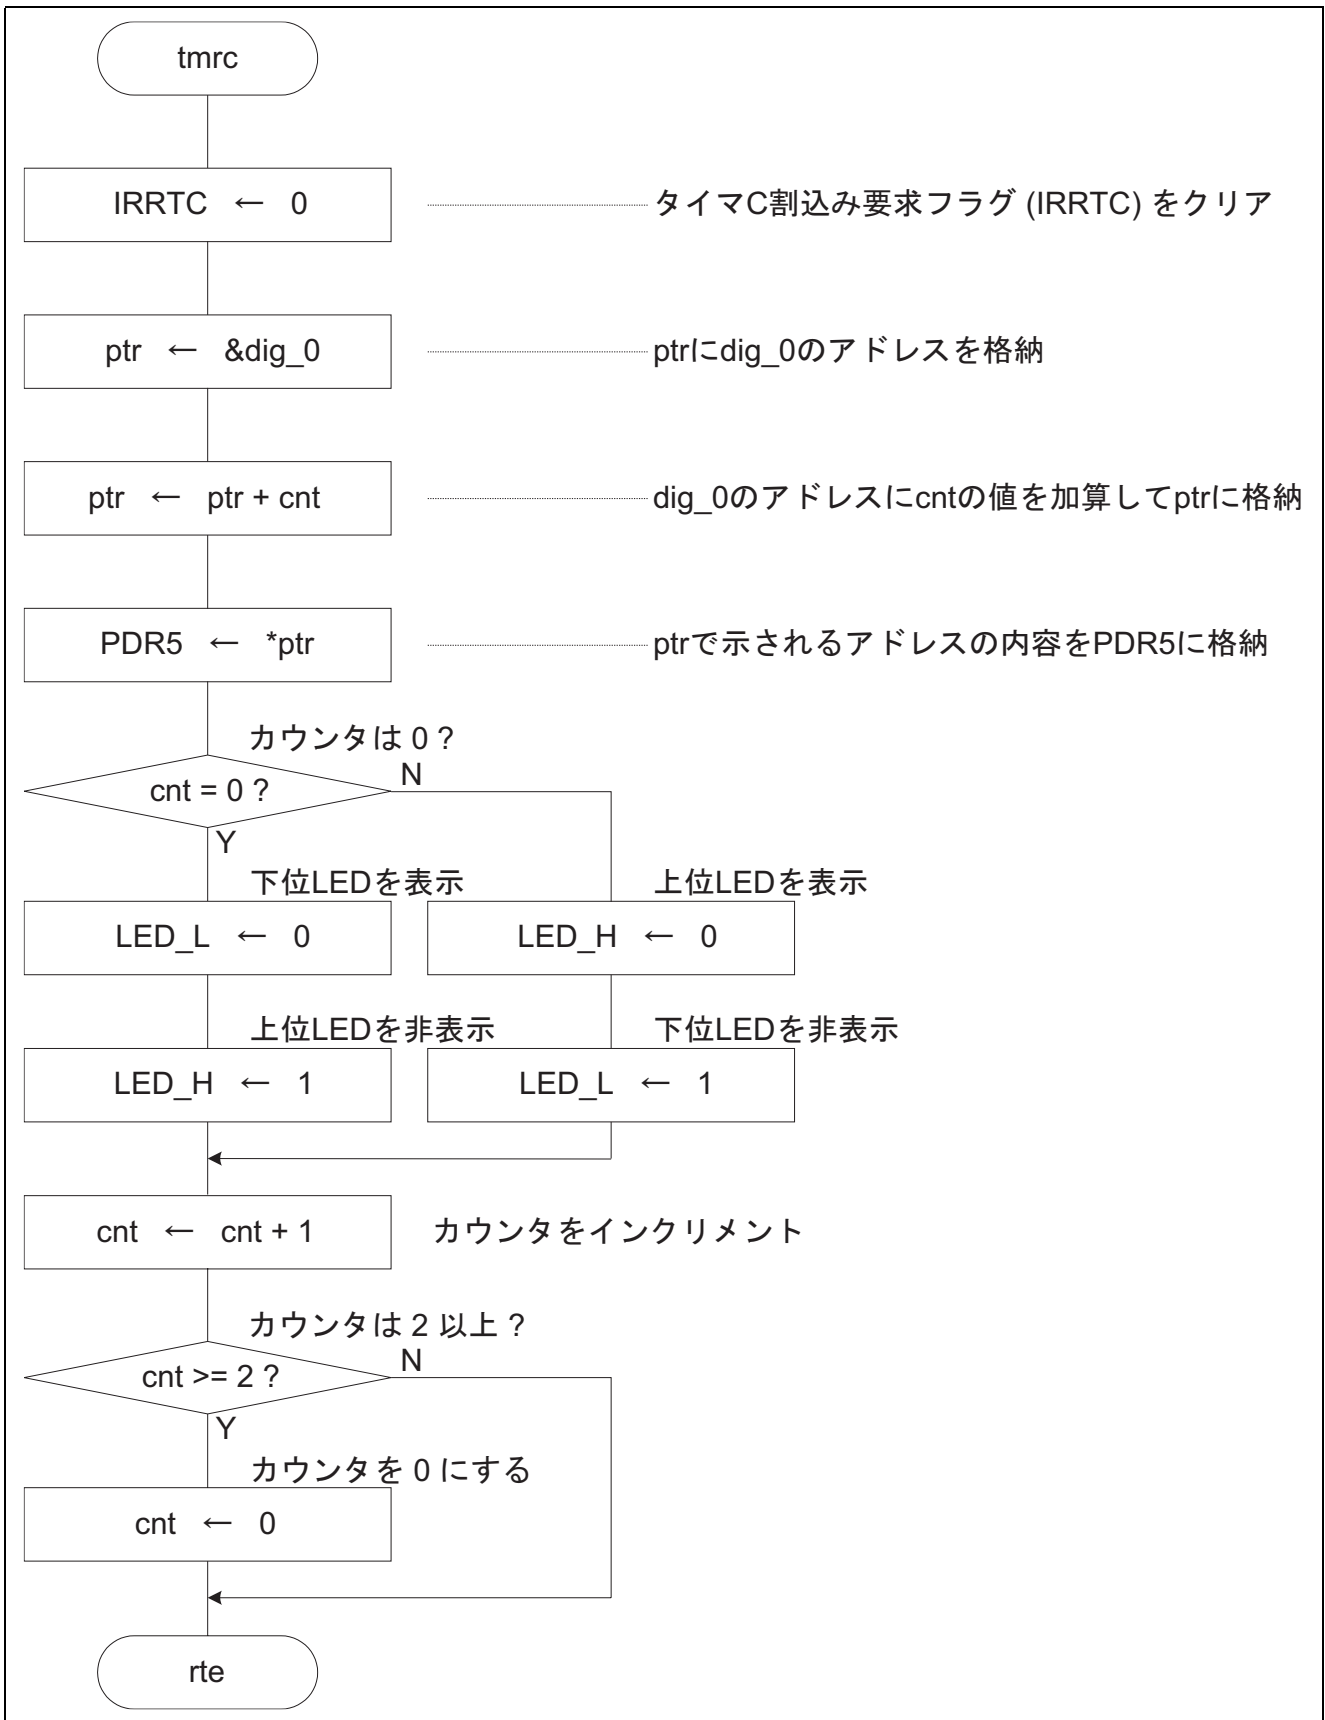 tmrc
IRRTC ← 0
タイマC割込み要求フラグ (IRRTC) をクリア
ptr ← &dig_0
ptrにdig_0のアドレスを格納
ptr ← ptr + cnt
dig_0のアドレスにcntの値を加算してptrに格納
PDR5 ← *ptr
ptrで示されるアドレスの内容をPDR5に格納
カウンタは 0 ?
cnt = 0 ?
N
Y
下位LEDを表示
上位LEDを表示
LED_L ← 0
LED_H ← 0
上位LEDを非表示
下位LEDを非表示
LED_H ← 1
LED_L ← 1
cnt ← cnt + 1
カウンタをインクリメント
カウンタは 2 以上 ?
cnt >= 2 ?
N
Y
カウンタを 0 にする
cnt ← 0
rte